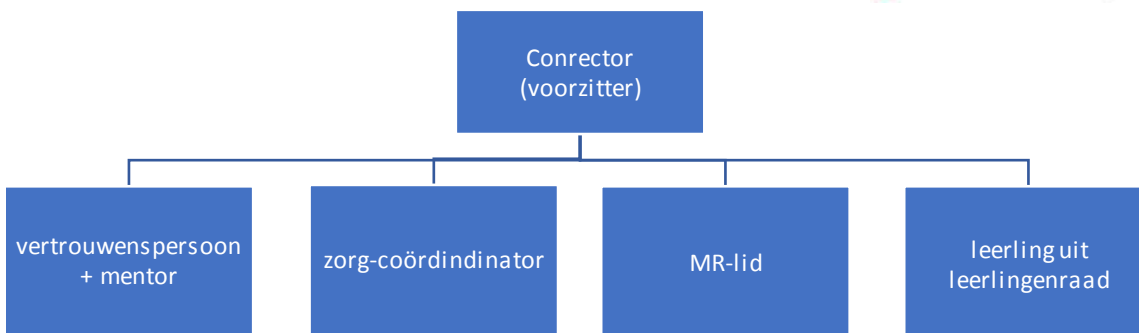 Conrector
(voorzitter)
vertrouwenspersoon
+ mentor
zorg-coördindinator
MR-lid
leerling uit
leerlingenraad